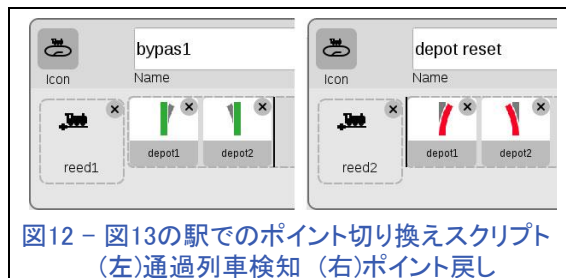 bypas1
Icon
Name
reed1
depot1
depot2
depot reset
Icon
Name
reed2
depot1
depot2
図12 – 図13の駅でのポイント切り換えスクリプト
(左)通過列車検知 (右)ポイント戻し